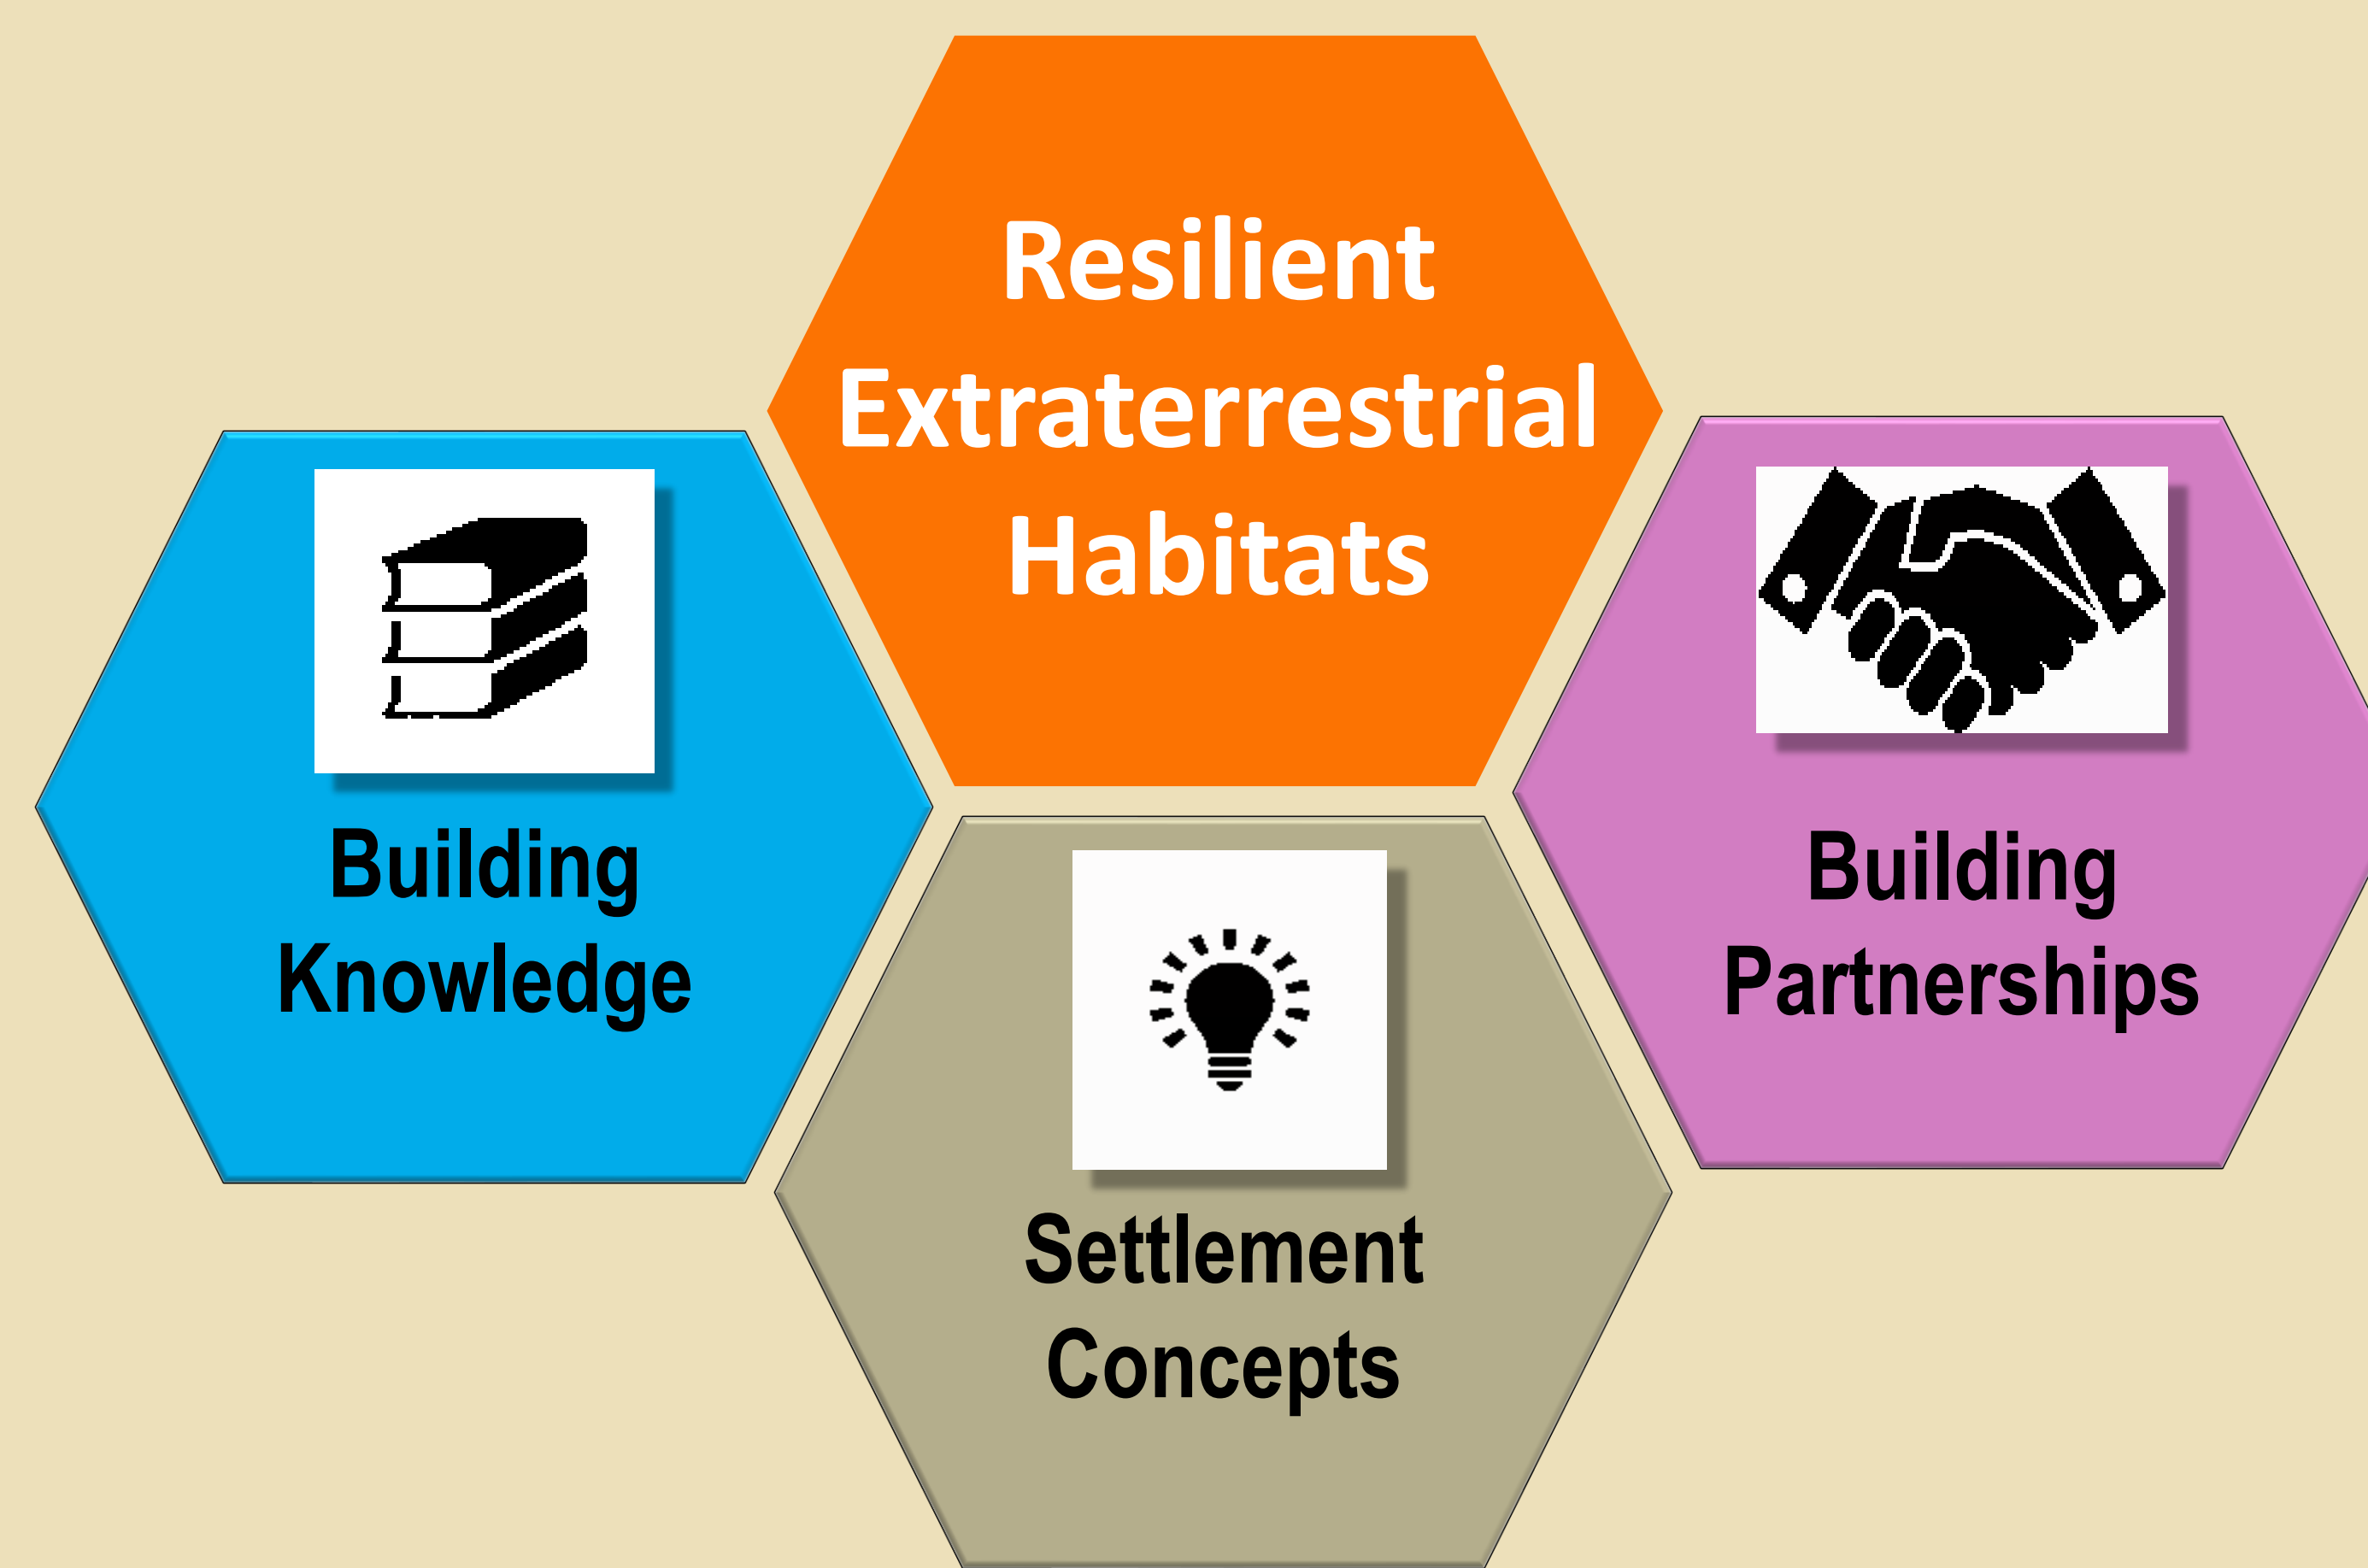 Resilient
Extraterrestrial
Habitats
Building
Knowledge
Settlement
Concepts
Building
Partnerships